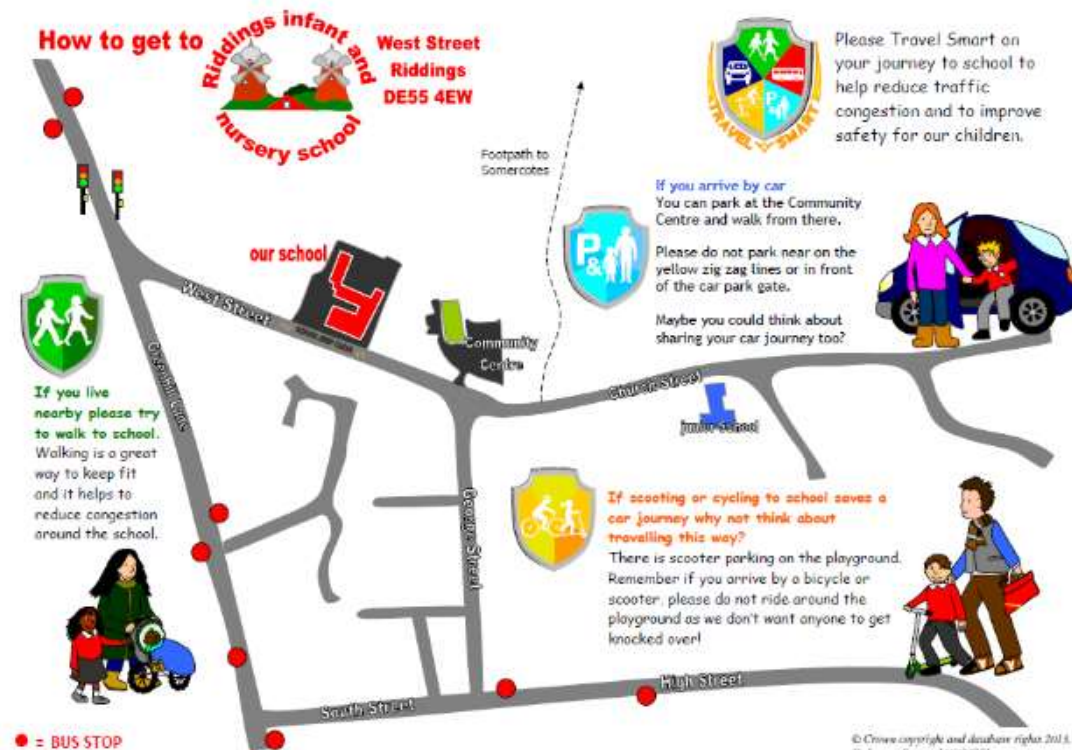 How to get to
Riddings infant and
nursery school
West Street
Riddings
DE55 4EW
TRAVEL SMART
P&
Please Travel Smart on
your journey to school to
help reduce traffic
congestion and to improve
safety for our children.
Footpath to
Somercotes
If you arrive by car
You can park at the Community
Centre and walk from there.
Please do not park near on the
yellow zig zag lines or in front
of the car park gate.
Maybe you could think about
sharing your car journey too?
P&
our school
West Street
Community
Centre
Church Street
junior school
Greenhill Lane
George Street
If you live
nearby please try
to walk to school.
Walking is a great
way to keep fit
and it helps to
reduce congestion
around the school.
If scooting or cycling to school saves a
car journey why not think about
travelling this way?
There is scooter parking on the playground.
Remember if you arrive by a bicycle or
scooter, please do not ride around the
playground as we don't want anyone to get
knocked over!
South Street
High Street
= BUS STOP
© Crown copyright and database rights 2013.